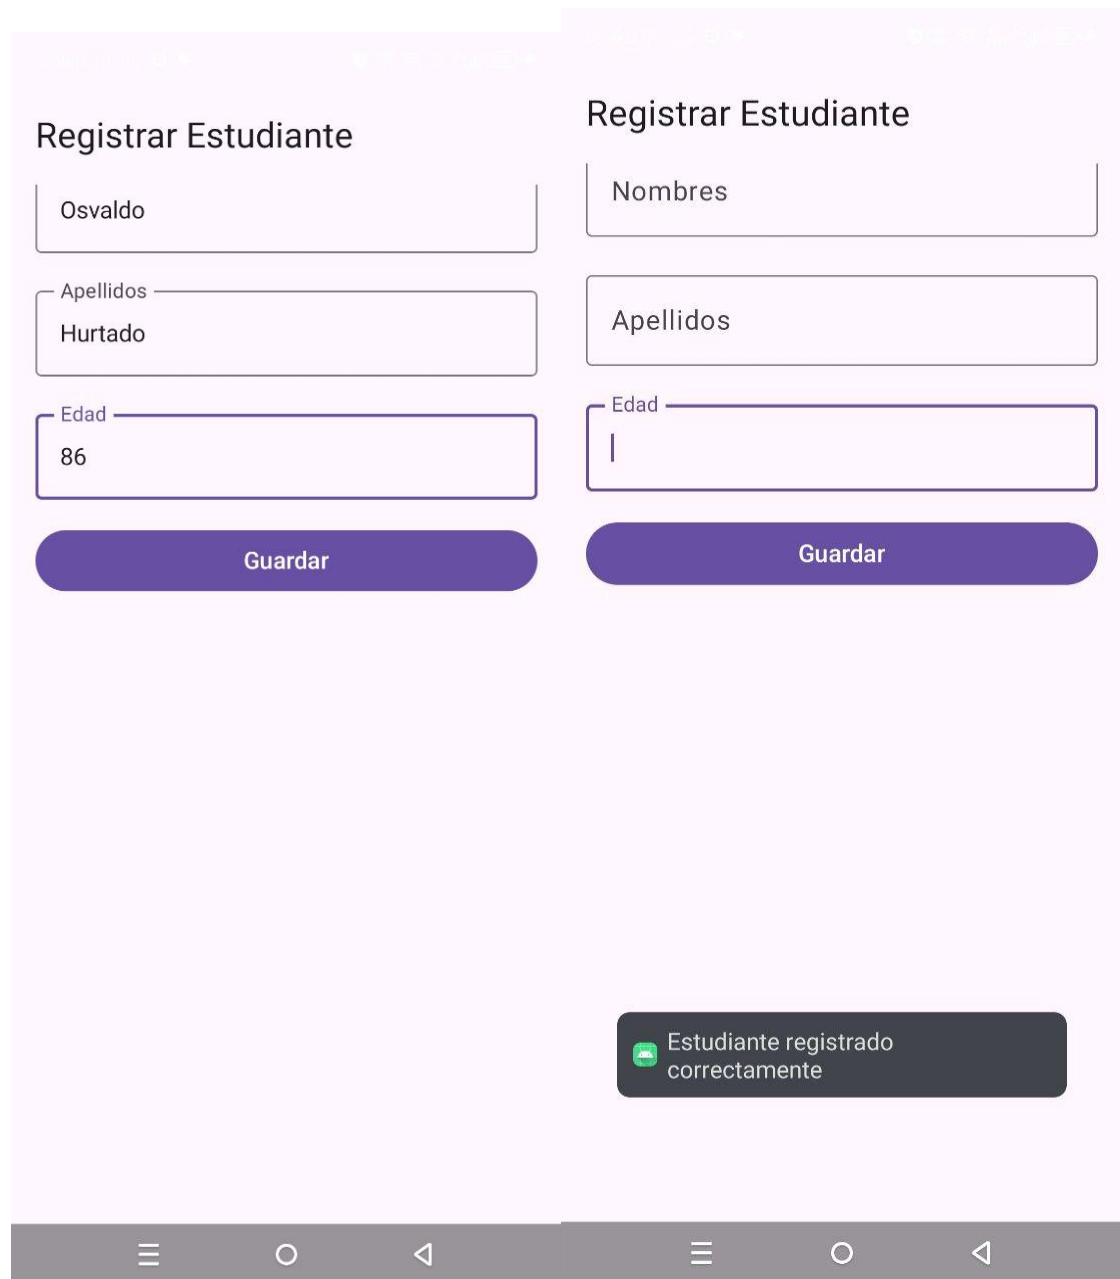 Registrar Estudiante
Osvaldo
Apellidos
Hurtado
Edad
86
Guardar
Registrar Estudiante
Nombres
Apellidos
Edad
Guardar
Estudiante registrado
correctamente